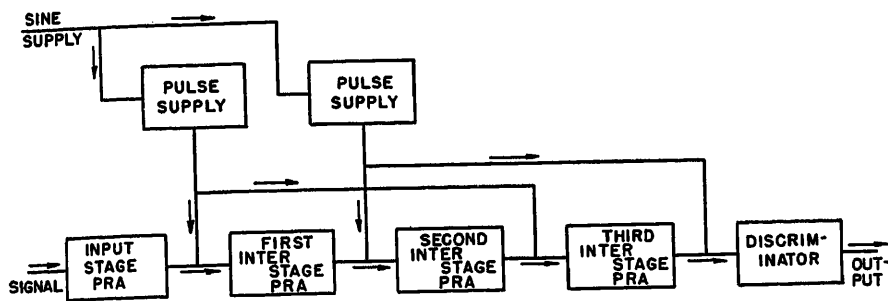 SINE
SUPPLY
PULSE
SUPPLY
PULSE
SUPPLY
SIGNAL
INPUT
STAGE
PRA
FIRST
INTER
STAGE
PRA
SECOND
INTER
STAGE
PRA
THIRD
INTER
STAGE
PRA
DISCRIM-
INATOR
OUT-
PUT